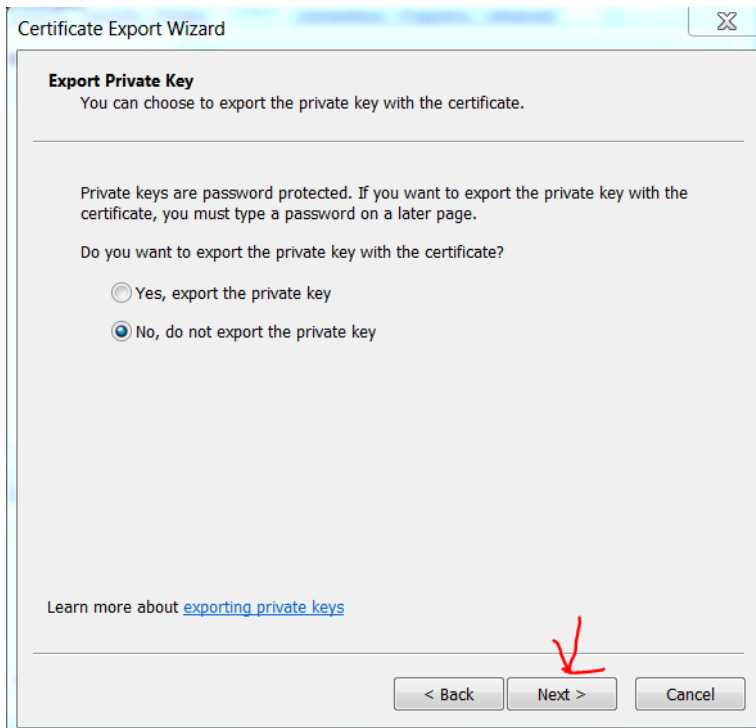 Certificate Export Wizard
Export Private Key
You can choose to export the private key with the certificate.
Private keys are password protected. If you want to export the private key with the
certificate, you must type a password on a later page.
Do you want to export the private key with the certificate?
Yes, export the private key
No, do not export the private key
Learn more about exporting private keys
< Back Next > Cancel